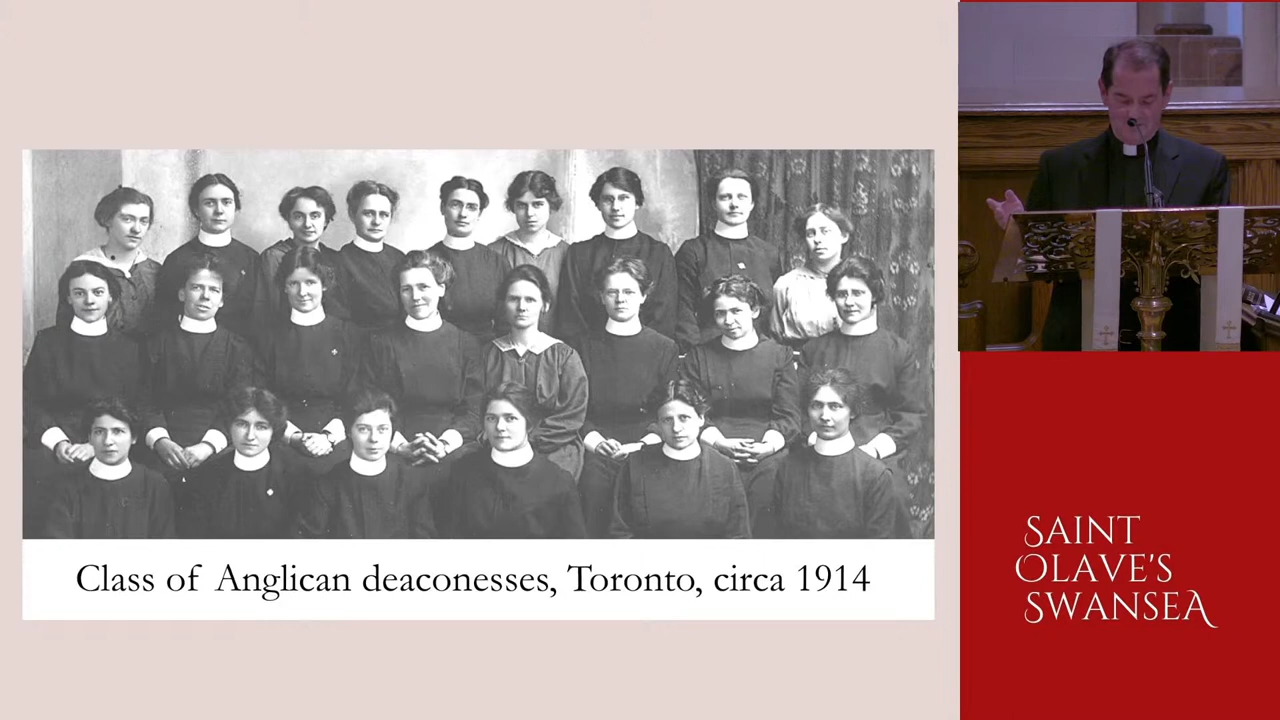 Class of Anglican deaconesses, Toronto, circa 1914
SAINT
OLAVE'S
SWANSEA